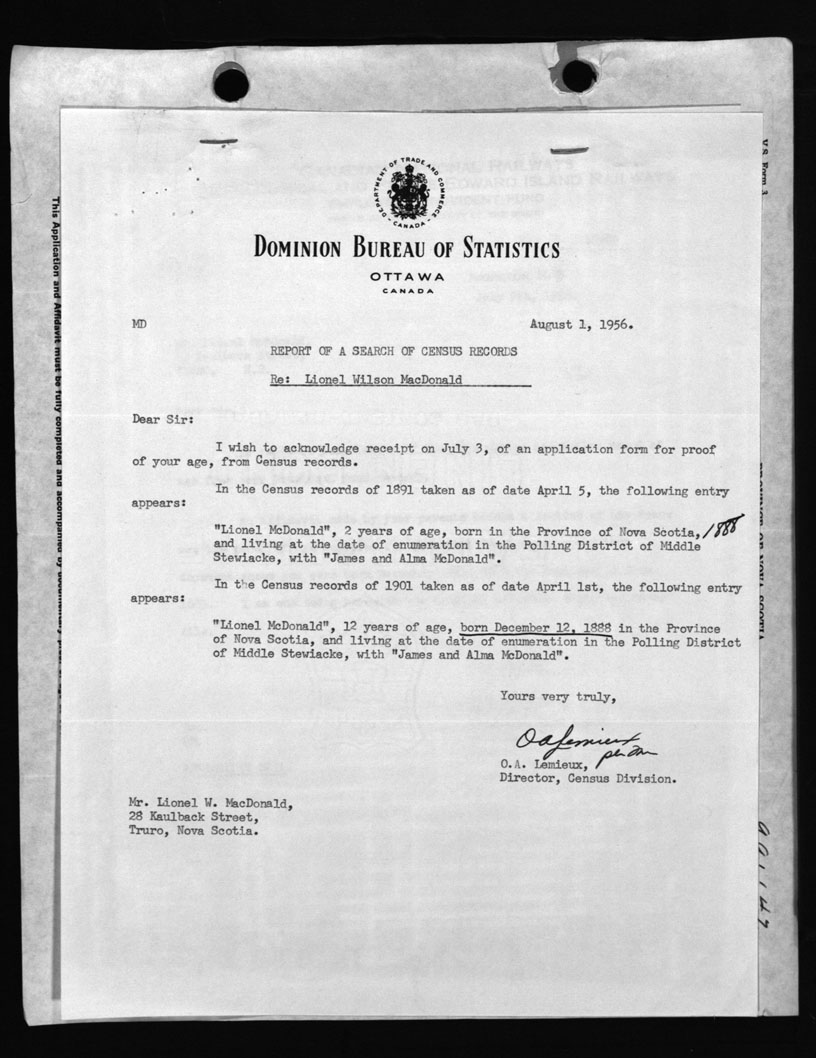 DEPARTMENT OF TRADE AND COMMERCE
CANADA
DOMINION BUREAU OF STATISTICS
OTTAWA
CANADA
MD
August 1, 1956.
REPORT OF A SEARCH OF CENSUS RECORDS
Re: Lionel Wilson MacDonald
Dear Sir:
I wish to acknowledge receipt on July 3, of an application form for proof
of your age, from Census records.
In the Census records of 1891 taken as of date April 5, the following entry
appears:
"Lionel McDonald", 2 years of age, born in the Province of Nova Scotia, 1888
and living at the date of enumeration in the Polling District of Middle
Stewiacke, with "James and Alma McDonald".
In the Census records of 1901 taken as of date April 1st, the following entry
appears:
"Lionel McDonald", 12 years of age, born December 12, 1888 in the Province
of Nova Scotia, and living at the date of enumeration in the Polling District
of Middle Stewiacke, with "James and Alma McDonald".
Yours very truly,
OALemieux
per
O.A. Lemieux,
Director, Census Division.
Mr. Lionel W. MacDonald,
28 Kaulback Street,
Truro, Nova Scotia.
This Application and Affidavit must be fully completed and accompanied by
V.S. Form 3